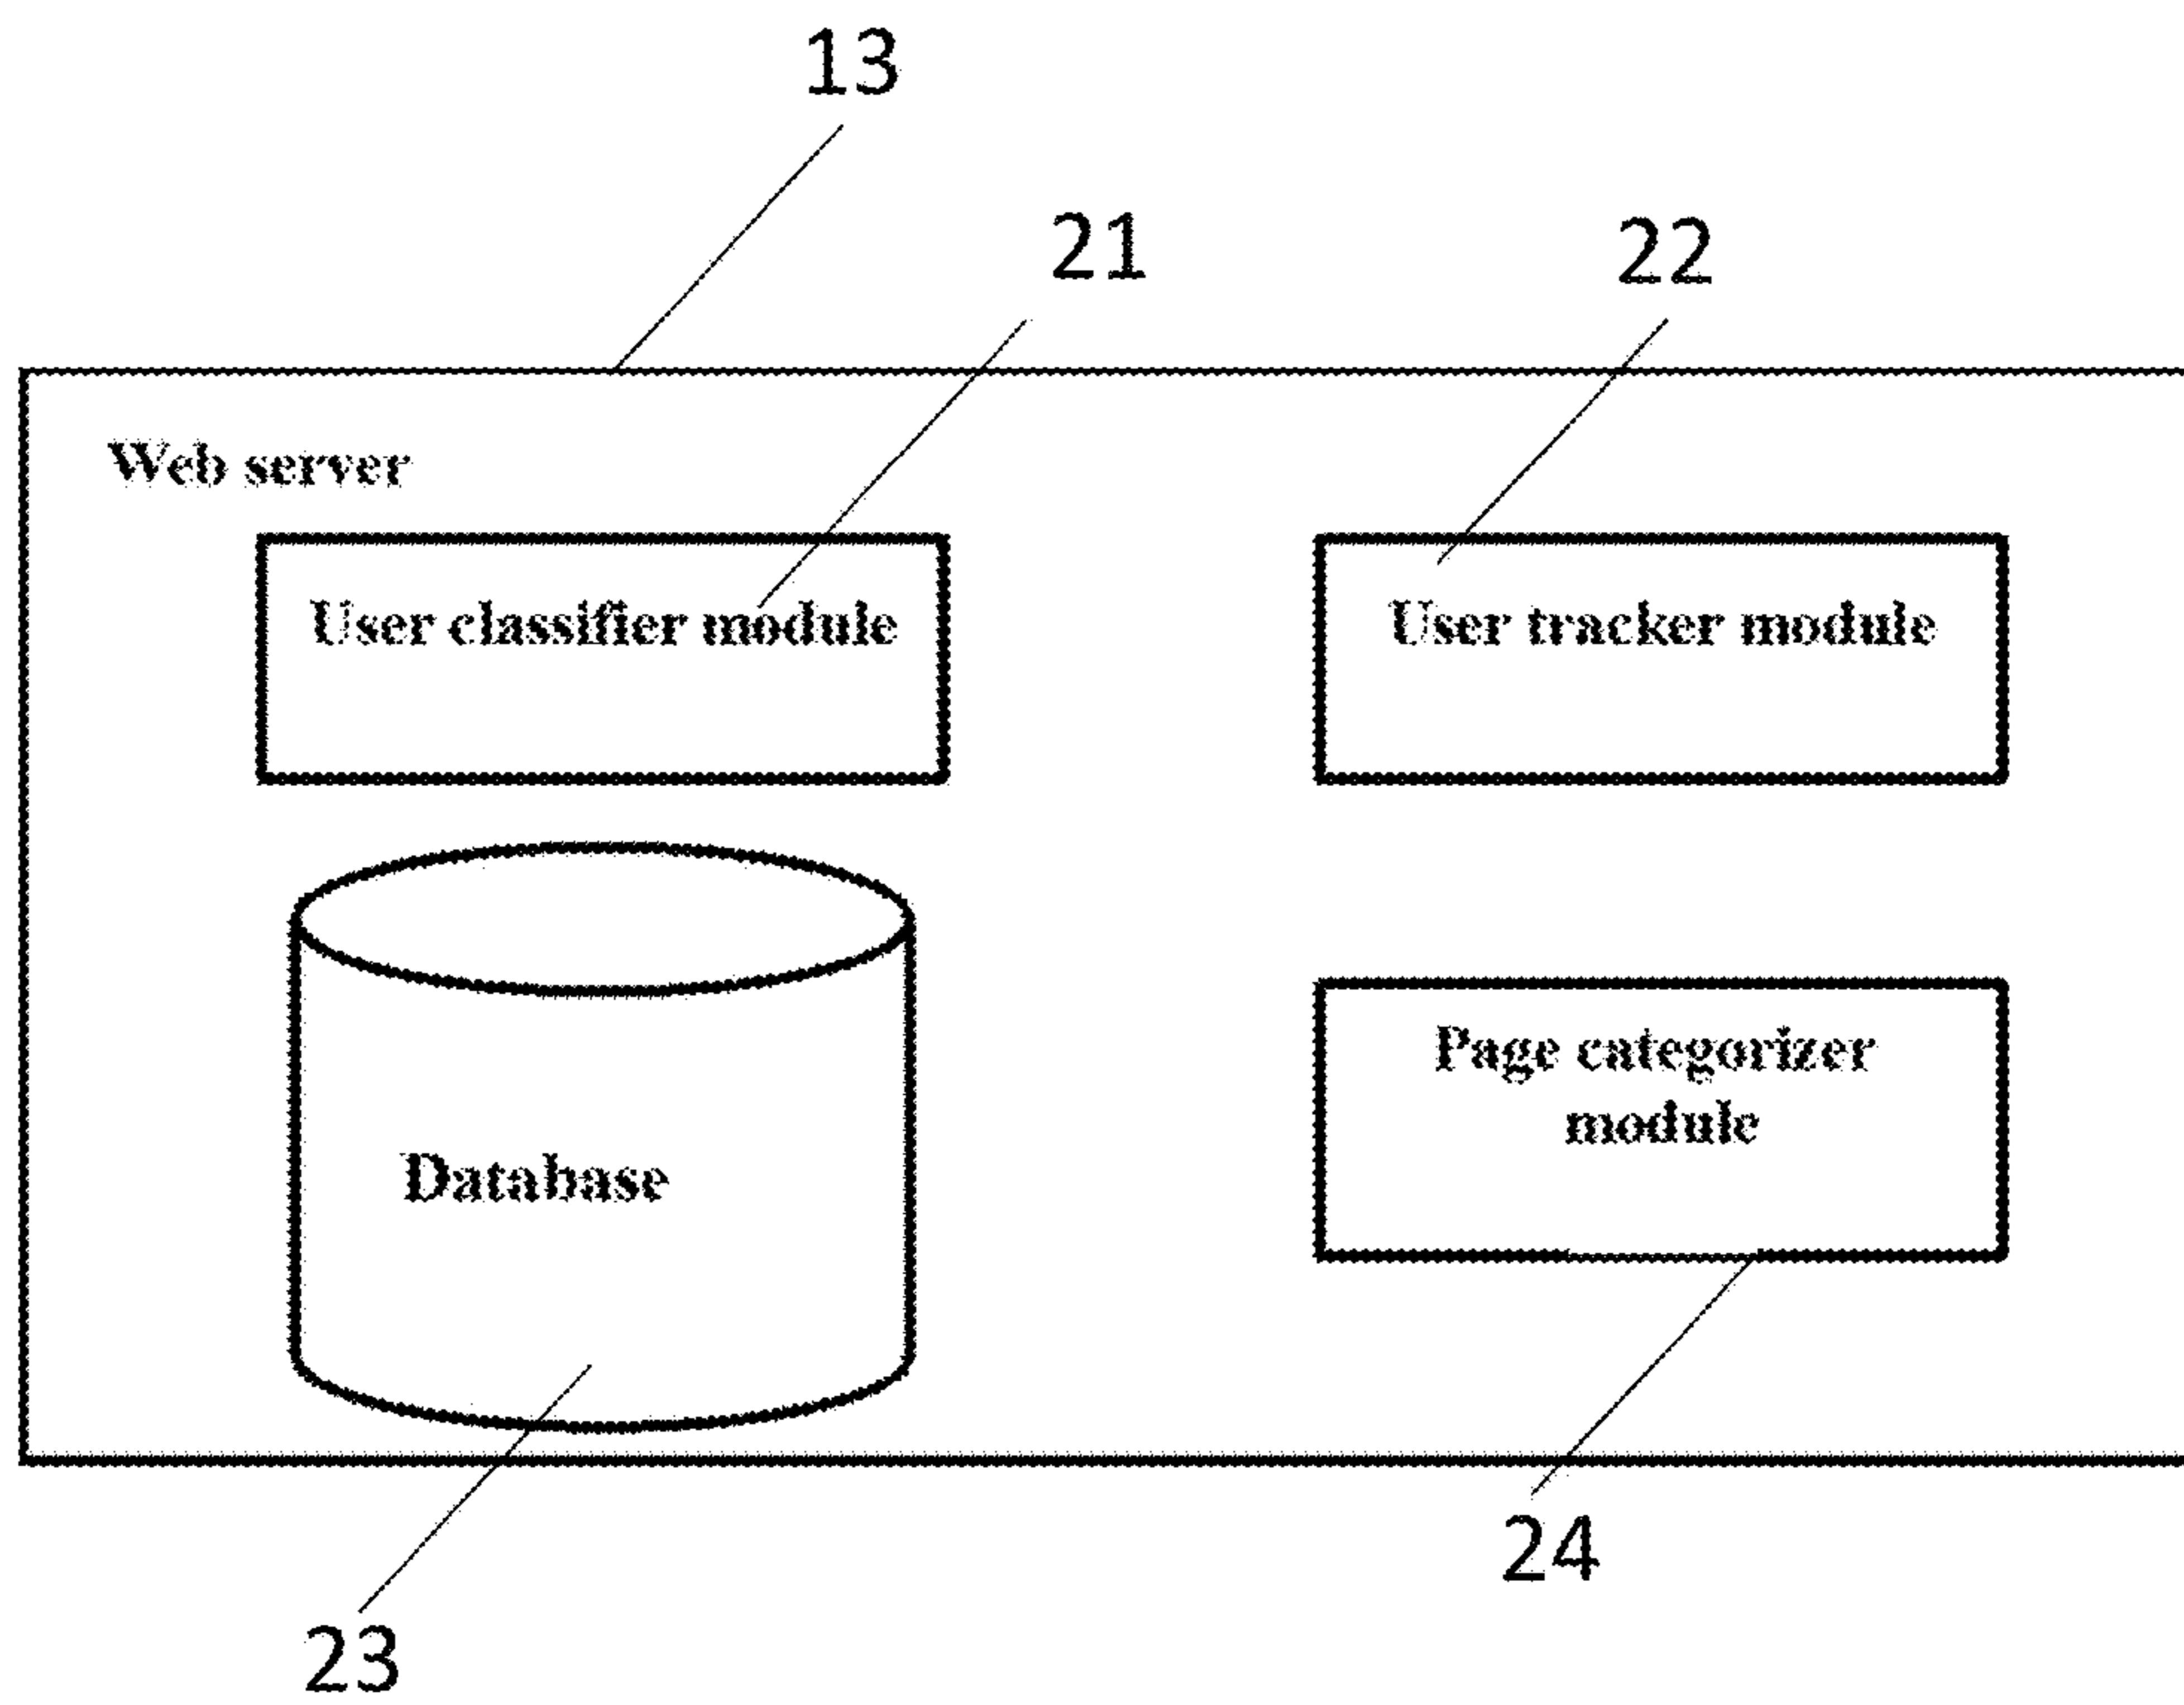 13
21
22
Web server
User classifier module
User tracker module
Page categorizer
module
Database
24
23